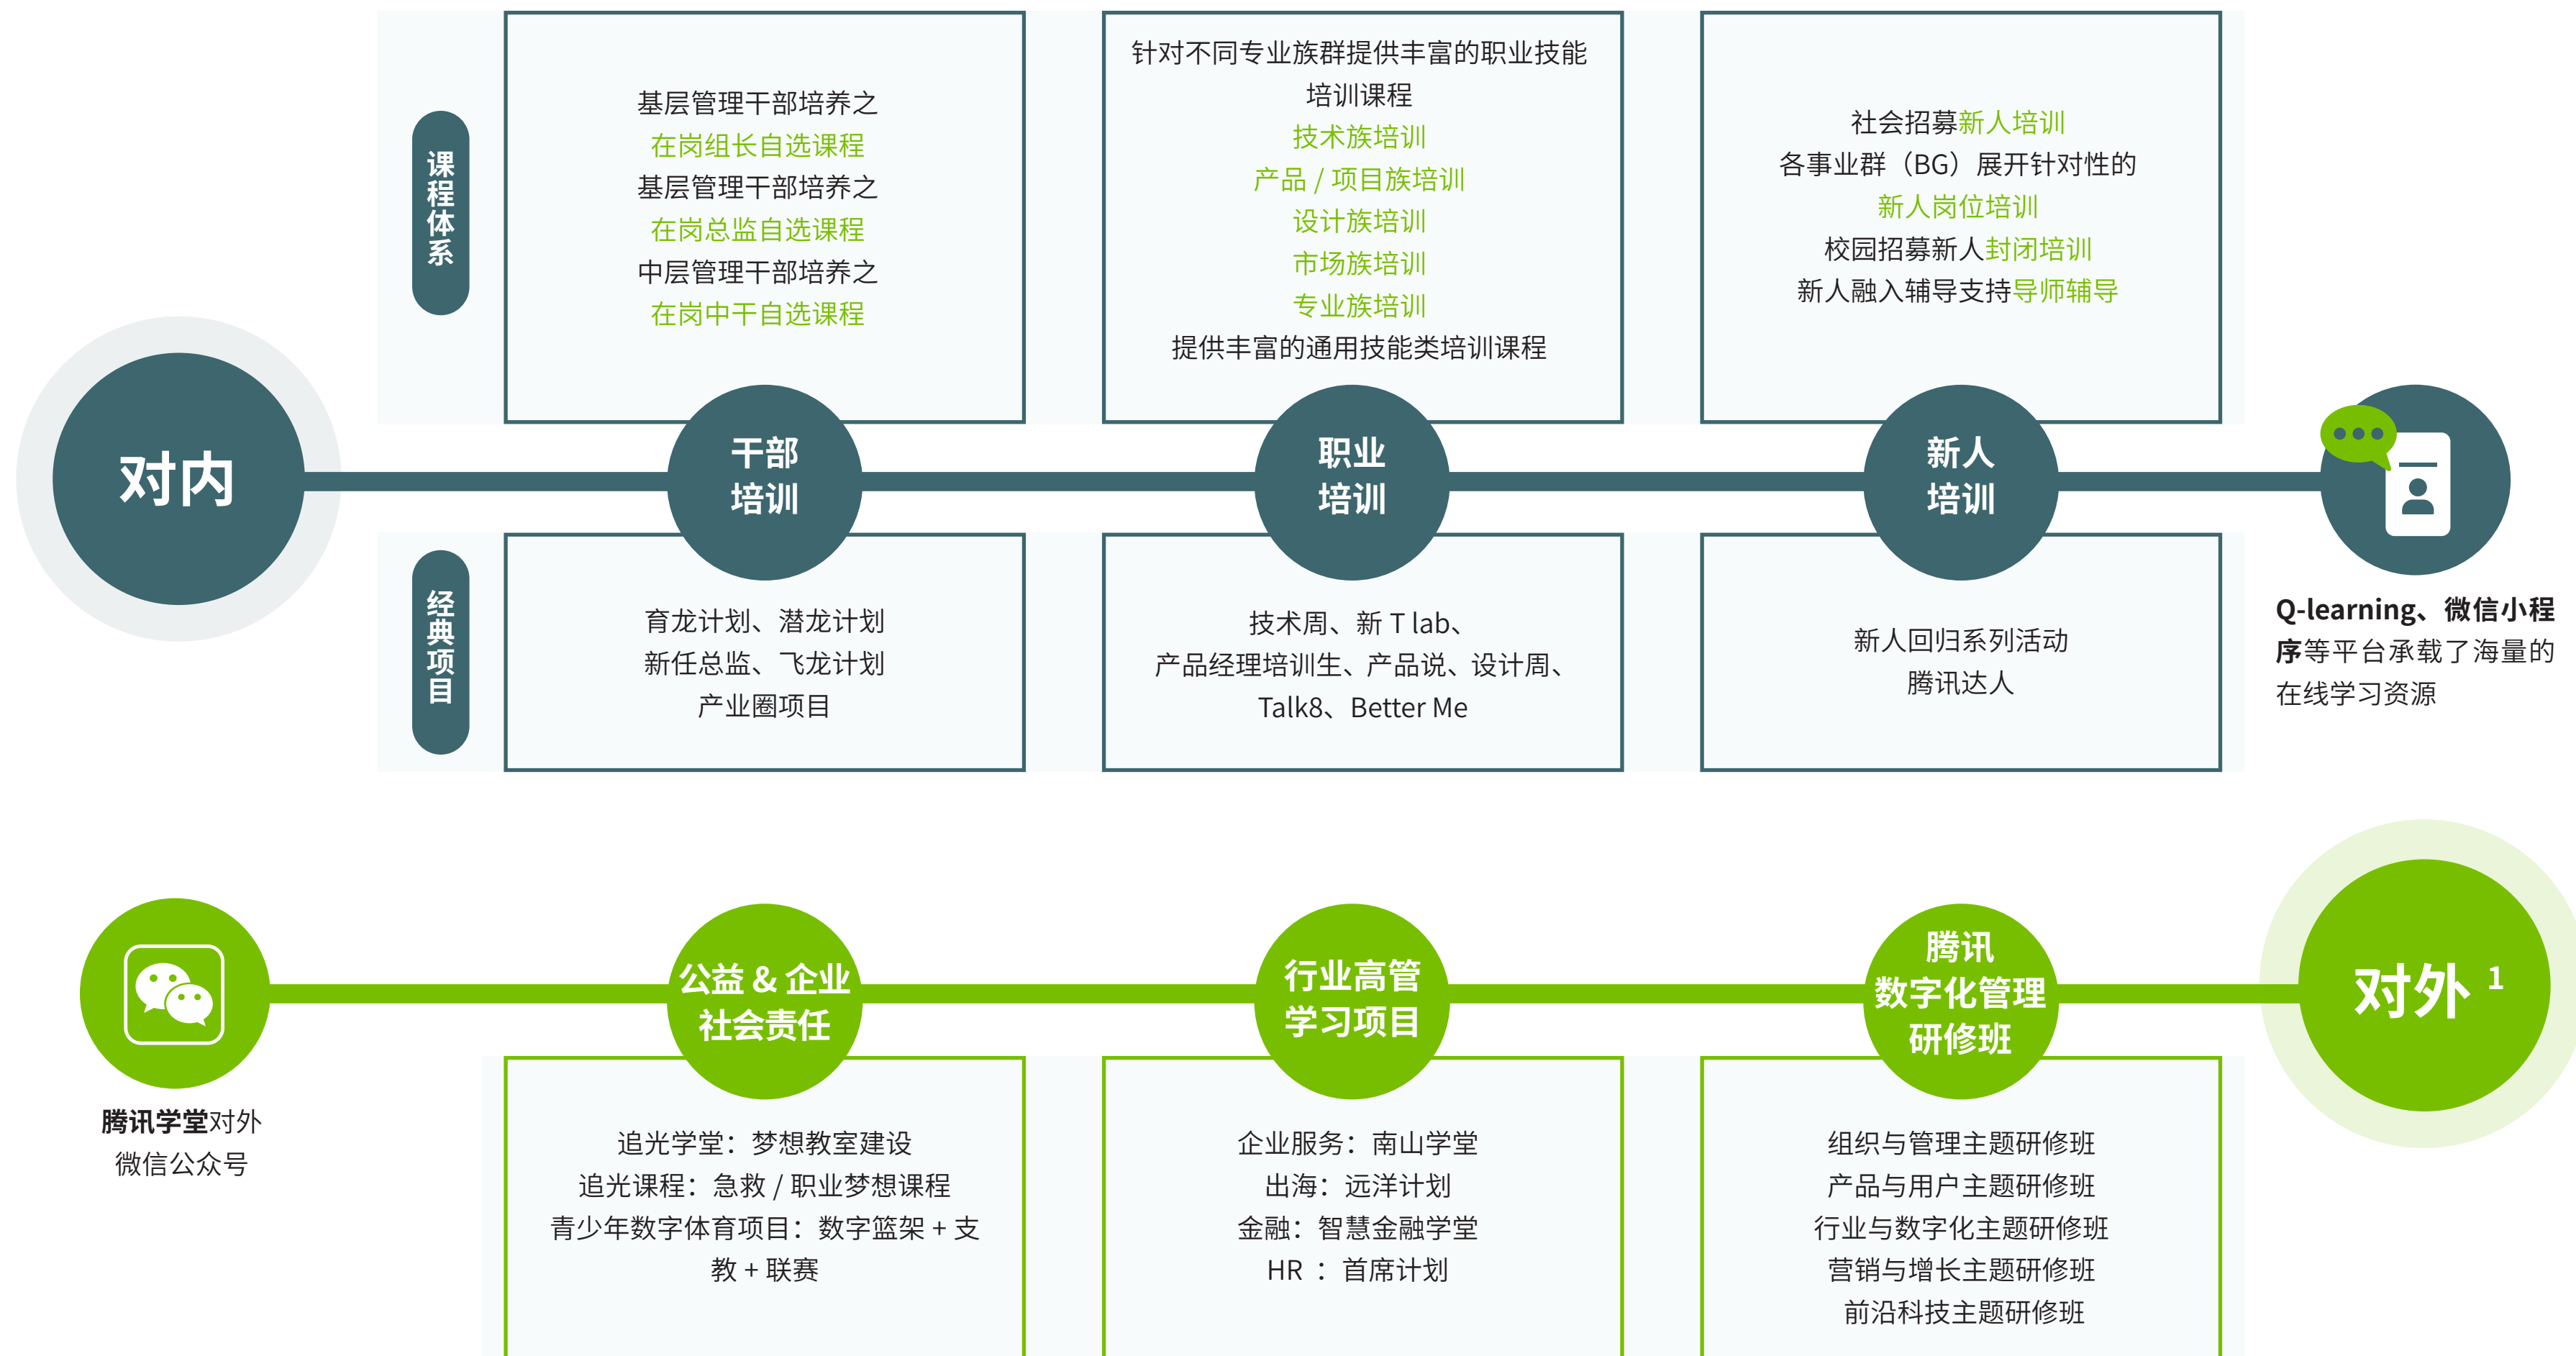 对内
课程体系
基层管理干部培养之
在岗组长自选课程
基层管理干部培养之
在岗总监自选课程
中层管理干部培养之
在岗中干自选课程
针对不同专业族群提供丰富的职业技能
培训课程
技术族培训
产品 / 项目族培训
设计族培训
市场族培训
专业族培训
提供丰富的通用技能类培训课程
社会招募新人培训
各事业群（BG）展开针对性的
新人岗位培训
校园招募新人封闭培训
新人融入辅导支持导师辅导
干部
培训
职业
培训
新人
培训
经典项目
育龙计划、潜龙计划
新任总监、飞龙计划
产业圈项目
技术周、新 T lab、
产品经理培训生、产品说、设计周、
Talk8、Better Me
新人回归系列活动
腾讯达人
Q-learning、微信小程
序等平台承载了海量的
在线学习资源
对外 1
腾讯学堂对外
微信公众号
公益 & 企业
社会责任
追光学堂：梦想教室建设
追光课程：急救 / 职业梦想课程
青少年数字体育项目：数字篮架 + 支
教 + 联赛
行业高管
学习项目
企业服务：南山学堂
出海：远洋计划
金融：智慧金融学堂
HR ：首席计划
腾讯
数字化管理
研修班
组织与管理主题研修班
产品与用户主题研修班
行业与数字化主题研修班
营销与增长主题研修班
前沿科技主题研修班